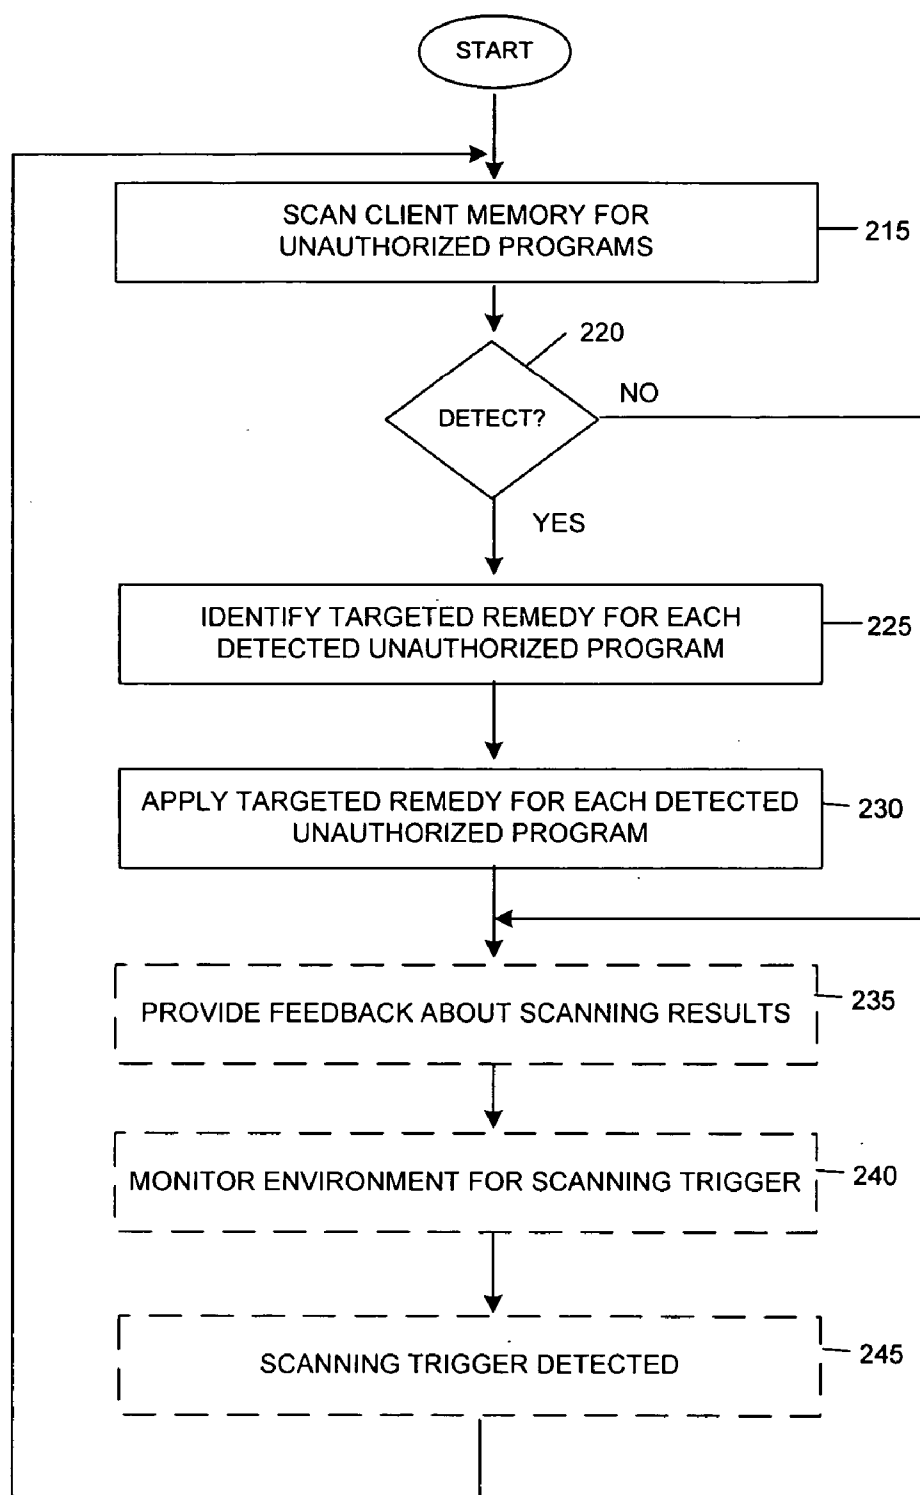 START
SCAN CLIENT MEMORY FOR
UNAUTHORIZED PROGRAMS
215
220
DETECT?
NO
YES
IDENTIFY TARGETED REMEDY FOR EACH
DETECTED UNAUTHORIZED PROGRAM
225
APPLY TARGETED REMEDY FOR EACH DETECTED
UNAUTHORIZED PROGRAM
230
PROVIDE FEEDBACK ABOUT SCANNING RESULTS
235
MONITOR ENVIRONMENT FOR SCANNING TRIGGER
240
SCANNING TRIGGER DETECTED
245